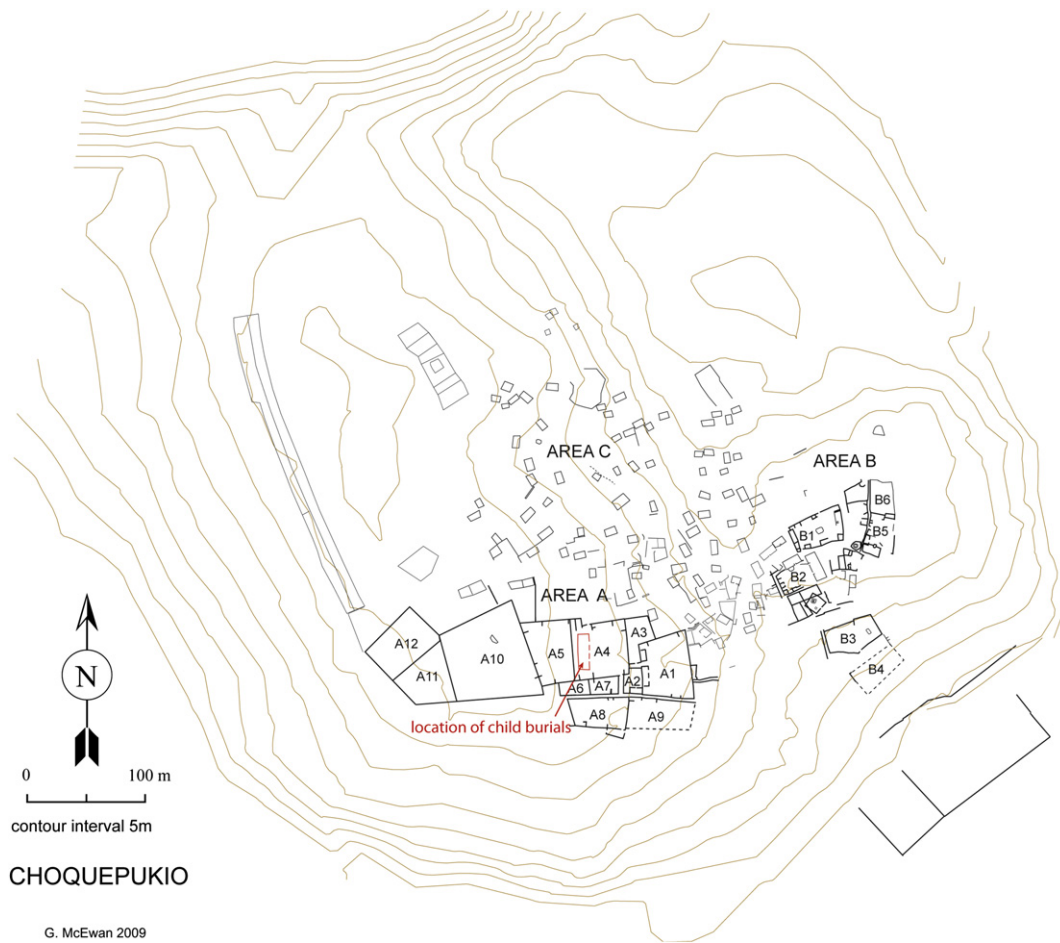 AREA C
AREA B
B6
B5
B1
B2
AREA A
B3
B4
A12
A11
A10
A5
A4
A3
A1
A2
A6
A7
A8
A9
location of child burials
N
0 100 m
contour interval 5m
CHOQUEPUKIO
G. McEwan 2009